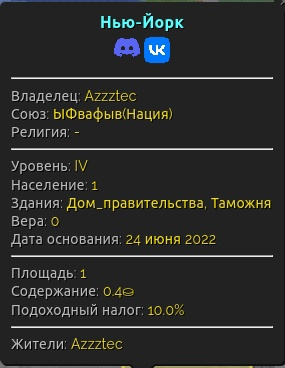 Нью-Йорк
Владелец: Azzztec
Союз: ЫФвафыв(Нация)
Религия: -
Уровень: IV
Население: 1
Здания: Дом_правительства, Таможня
Вера: 0
Дата основания: 24 июня 2022
Площадь: 1
Содержание: 0.4
Подоходный налог: 10.0%
Жители: Azzztec